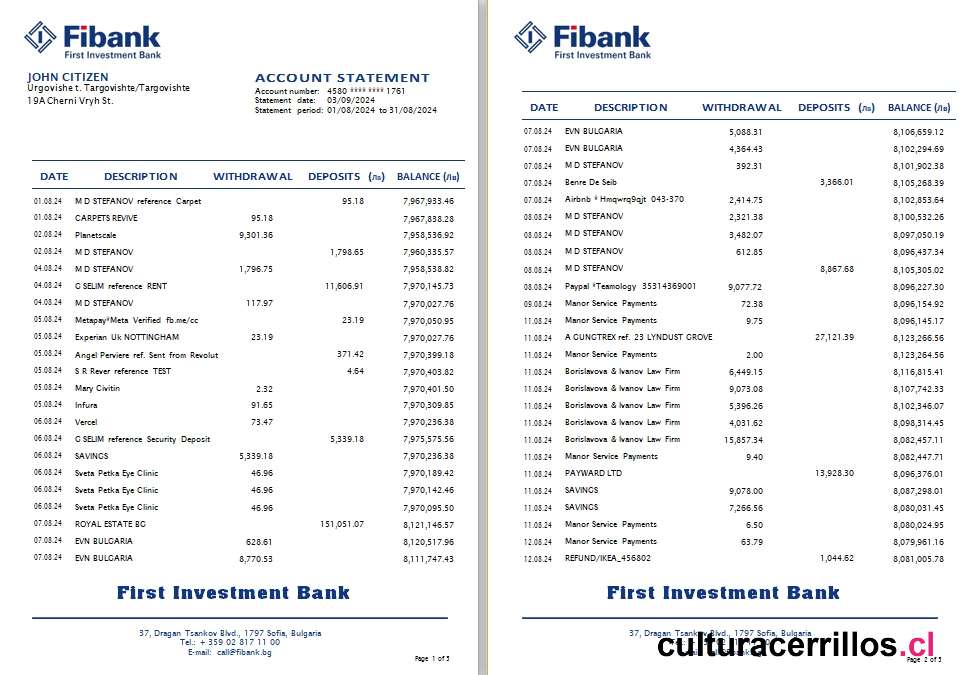 Fibank
First Investment Bank
JOHN CITIZEN
Urgovishe t. Targovishte/Targovishte
19A Cherni Vryh St.
ACCOUNT STATEMENT
Account number: 4580 **** **** 1761
Statement date: 03/09/2024
Statement period: 01/08/2024 to 31/08/2024
DATE DESCRIPTION WITHDRAWAL DEPOSITS (Лв) BALANCE (Лв)
01.08.24 M D STEFANOV reference Carpet 95.18 7,967,933.46
01.08.24 CARPETS REVIVE 95.18 7,967,838.28
02.08.24 Planetscale 9,301.36 7,958,536.92
02.08.24 M D STEFANOV 1,798.65 7,960,335.57
04.08.24 M D STEFANOV 1,796.75 7,958,538.82
04.08.24 G SELIM reference RENT 11,606.91 7,970,145.73
04.08.24 M D STEFANOV 117.97 7,970,027.76
05.08.24 Metapay*Meta Verified fb.me/cc 23.19 7,970,050.95
05.08.24 Experian Uk NOTTINGHAM 23.19 7,970,027.76
05.08.24 Angel Perviere ref. Sent from Revolut 371.42 7,970,399.18
05.08.24 S R Rever reference TEST 4.64 7,970,403.82
05.08.24 Mary Civitin 2.32 7,970,401.50
05.08.24 Infura 91.65 7,970,309.85
06.08.24 Vercel 73.47 7,970,236.38
06.08.24 G SELIM reference Security Deposit 5,339.18 7,975,575.56
06.08.24 SAVINGS 5,339.18 7,970,236.38
06.08.24 Sveta Petka Eye Clinic 46.96 7,970,189.42
06.08.24 Sveta Petka Eye Clinic 46.96 7,970,142.46
06.08.24 Sveta Petka Eye Clinic 46.96 7,970,095.50
07.08.24 ROYAL ESTATE BG 151,051.07 8,121,146.57
07.08.24 EVN BULGARIA 628.61 8,120,517.96
07.08.24 EVN BULGARIA 8,770.53 8,111,747.43
First Investment Bank
37, Dragan Tsankov Blvd., 1797 Sofia, Bulgaria
Tel.: + 359 02 817 11 00
E-mail: call@fibank.bg
Page 1 of 3
Fibank
First Investment Bank
DATE DESCRIPTION WITHDRAWAL DEPOSITS (Лв) BALANCE (Лв)
07.08.24 EVN BULGARIA 5,088.31 8,106,659.12
07.08.24 EVN BULGARIA 4,364.43 8,102,294.69
07.08.24 M D STEFANOV 392.31 8,101,902.38
07.08.24 Benre De Seib 3,366.01 8,105,268.39
07.08.24 Airbnb * Hmqwrq9qjt 043-370 2,414.75 8,102,853.64
08.08.24 M D STEFANOV 2,321.38 8,100,532.26
08.08.24 M D STEFANOV 3,482.07 8,097,050.19
08.08.24 M D STEFANOV 612.85 8,096,437.34
08.08.24 M D STEFANOV 8,867.68 8,105,305.02
08.08.24 Paypal *Teamology 35314369001 9,077.72 8,096,227.30
09.08.24 Manor Service Payments 72.38 8,096,154.92
11.08.24 Manor Service Payments 9.75 8,096,145.17
11.08.24 A GUNGTREX ref. 23 LYNDUST GROVE 27,121.39 8,123,266.56
11.08.24 Manor Service Payments 2.00 8,123,264.56
11.08.24 Borislavova & Ivanov Law Firm 6,449.15 8,116,815.41
11.08.24 Borislavova & Ivanov Law Firm 9,073.08 8,107,742.33
11.08.24 Borislavova & Ivanov Law Firm 5,396.26 8,102,346.07
11.08.24 Borislavova & Ivanov Law Firm 4,031.62 8,098,314.45
11.08.24 Borislavova & Ivanov Law Firm 15,857.34 8,082,457.11
11.08.24 Manor Service Payments 9.40 8,082,447.71
11.08.24 PAYWARD LTD 13,928.30 8,096,376.01
11.08.24 SAVINGS 9,078.00 8,087,298.01
11.08.24 SAVINGS 7,266.56 8,080,031.45
11.08.24 Manor Service Payments 6.50 8,080,024.95
12.08.24 Manor Service Payments 63.79 8,079,961.16
12.08.24 REFUND/IKEA_456802 1,044.62 8,081,005.78
First Investment Bank
37, Dragan Tsankov Blvd., 1797 Sofia, Bulgaria
culturacerrillos.cl
Page 2 of 3